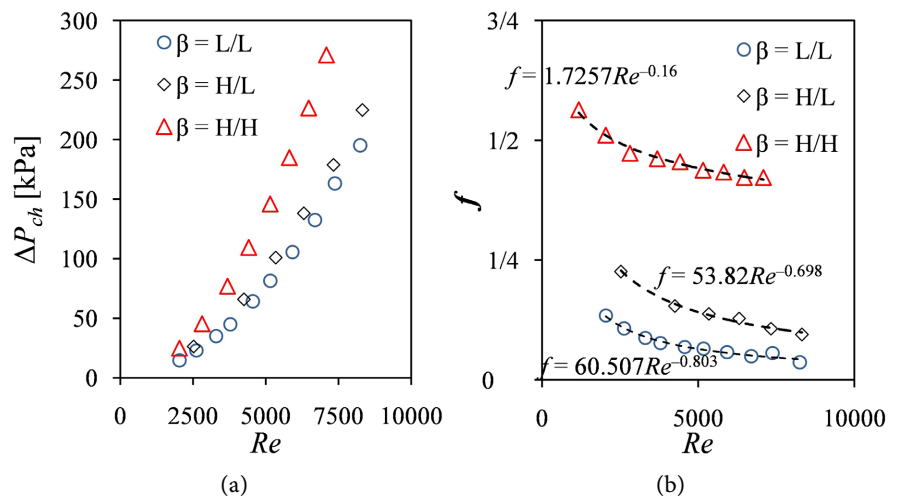 300
250
200
150
100
50
0
ΔP_ch [kPa]
β = L/L
β = H/L
β = H/H
0 2500 5000 7500 10000
Re
(a)
3/4
1/2
1/4
0
f
β = L/L
β = H/L
β = H/H
f = 1.7257Re^–0.16
f = 53.82Re^–0.698
f = 60.507Re^–0.803
0 5000 10000
Re
(b)